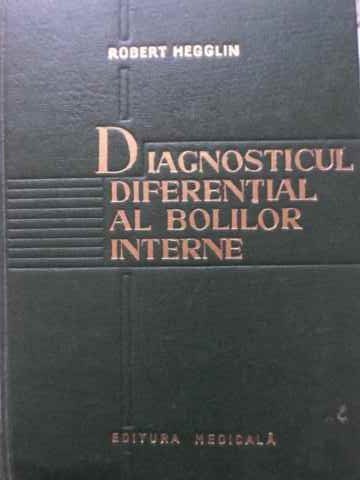 ROBERT HEGGLIN
DIAGNOSTICUL
DIFERENȚIAL
AL BOLILOR
INTERNE
EDITURA MEDICALĂ